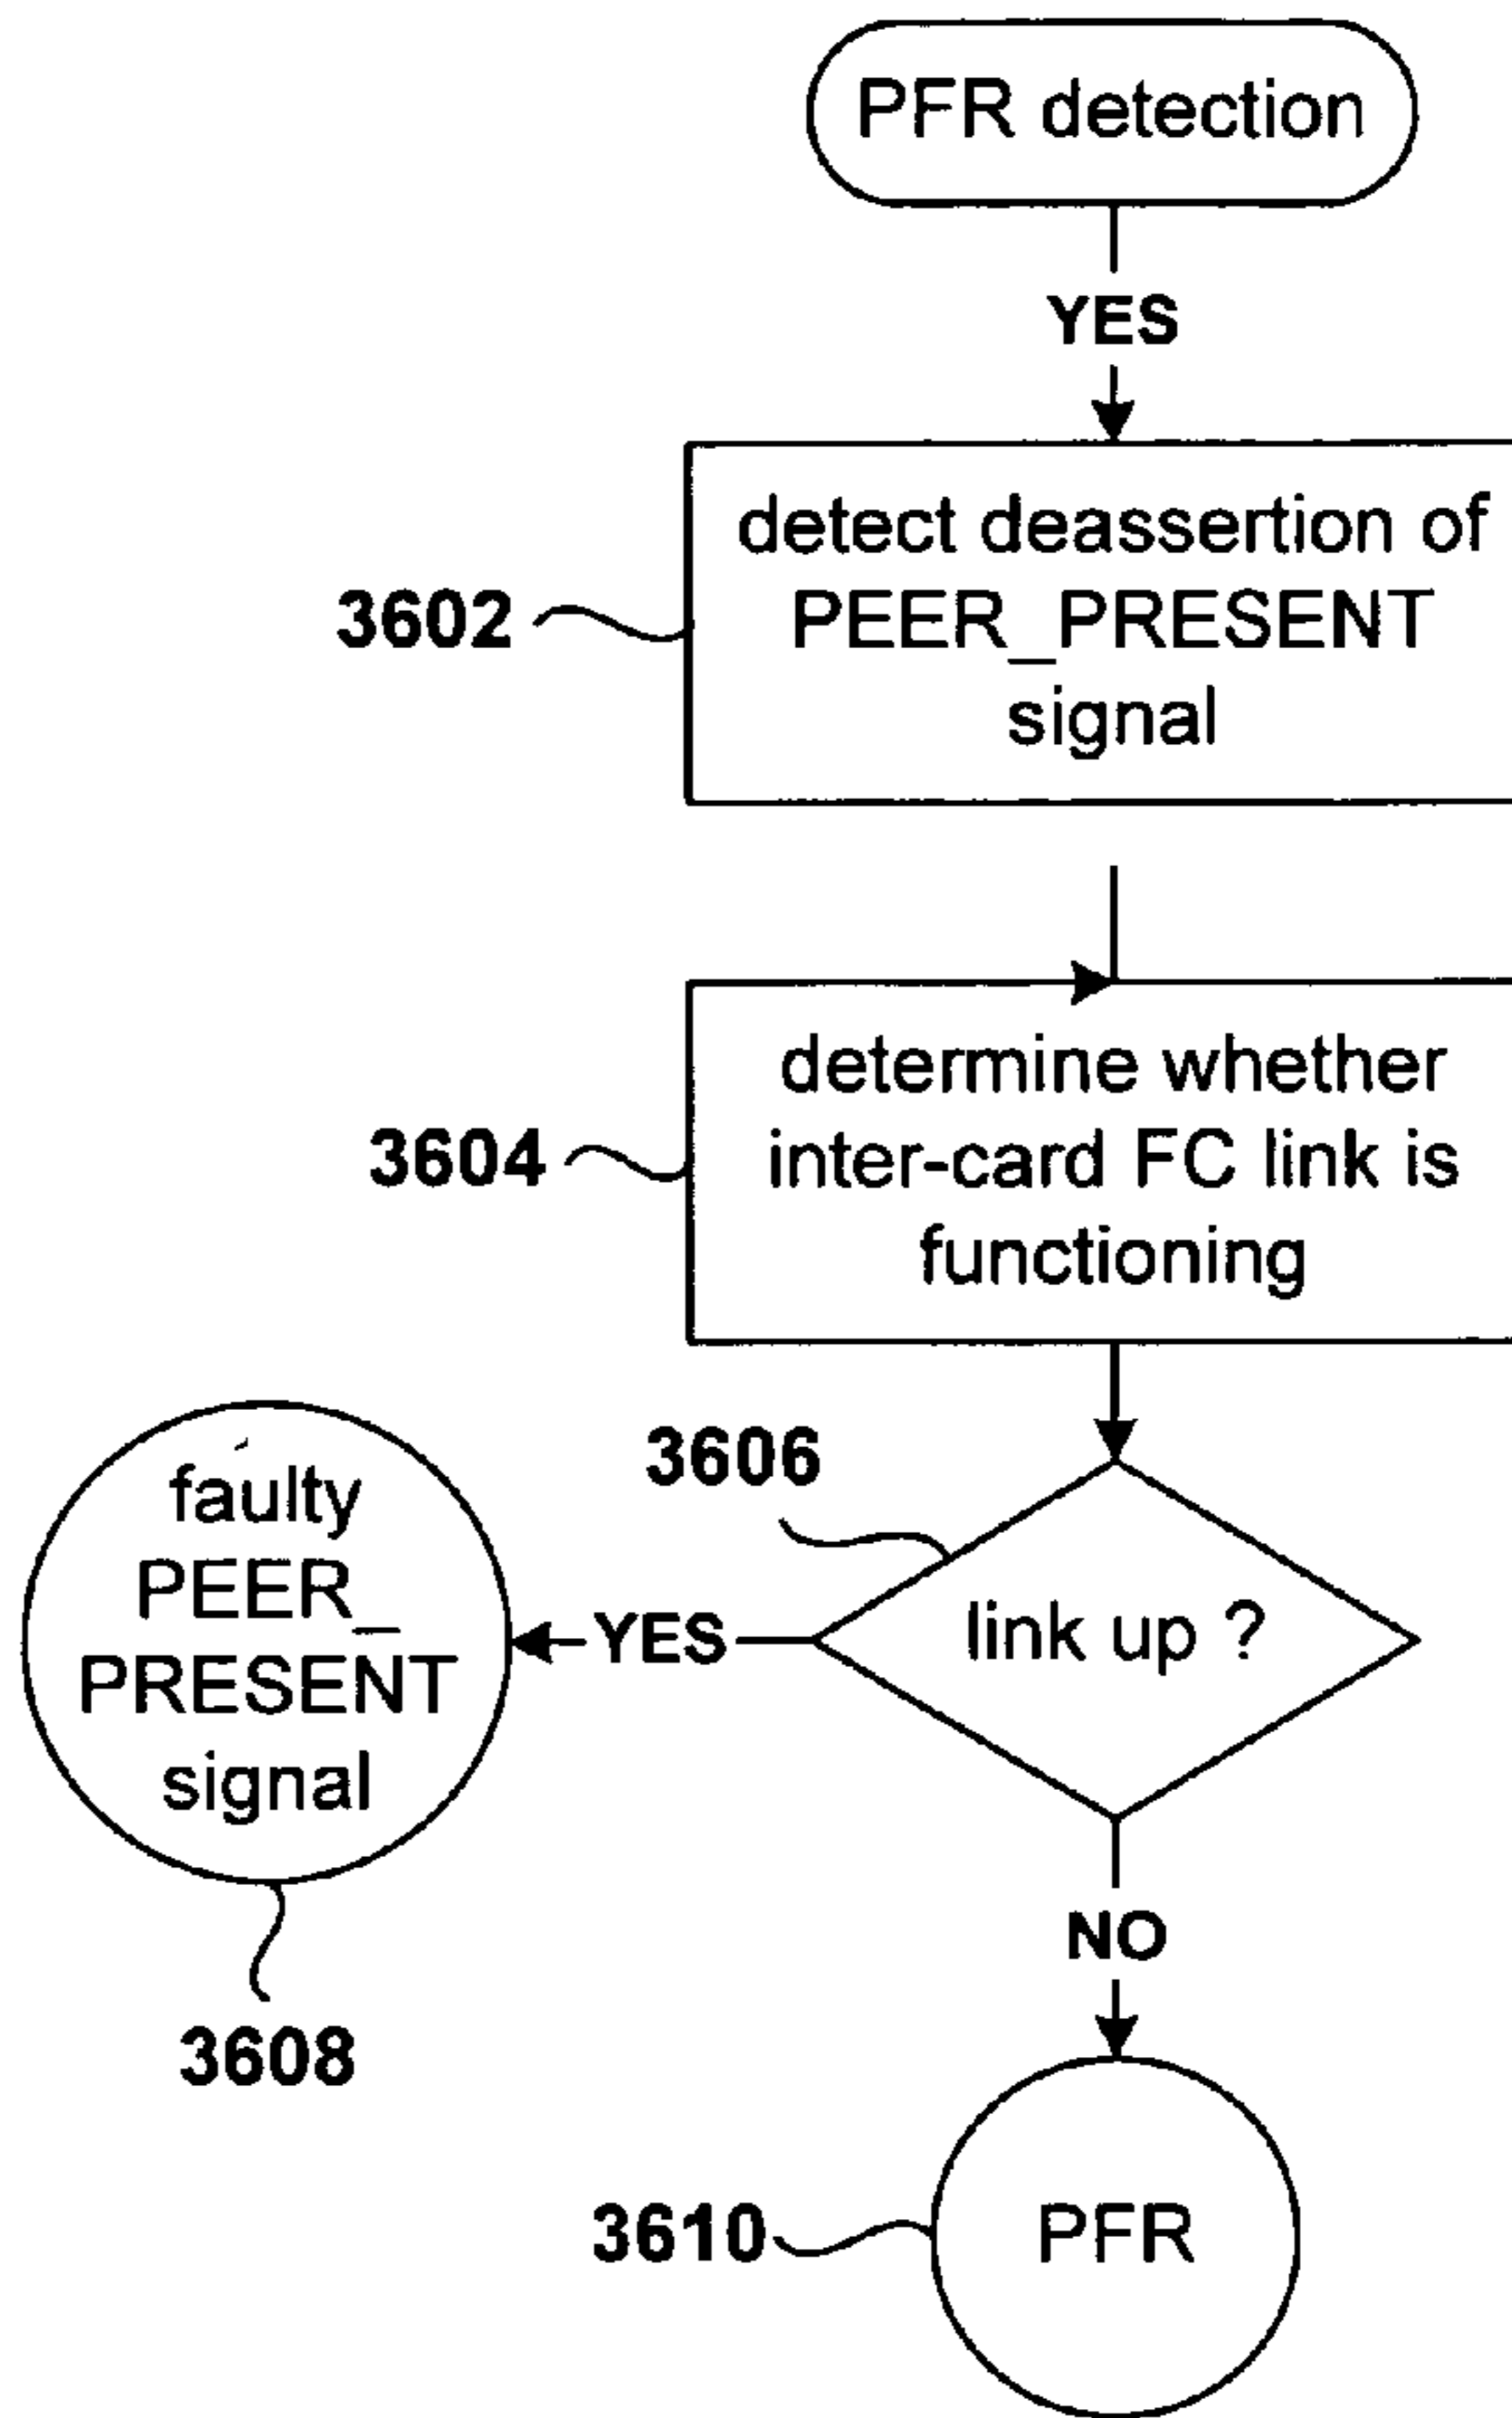 PFR detection
YES
detect deassertion of
PEER_PRESENT
signal
3602
determine whether
inter-card FC link is
functioning
3604
3606
link up ?
YES
faulty
PEER_
PRESENT
signal
3608
NO
PFR
3610